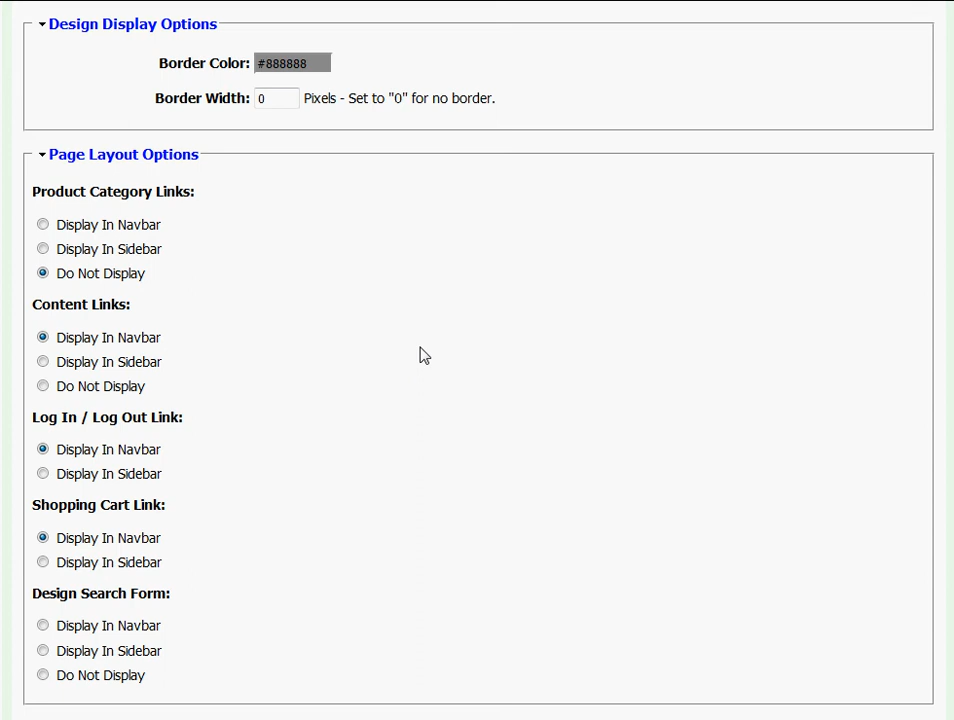 Design Display Options
Border Color: #888888
Border Width: 0 Pixels - Set to "0" for no border.
Page Layout Options
Product Category Links:
Display In Navbar
Display In Sidebar
Do Not Display
Content Links:
Display In Navbar
Display In Sidebar
Do Not Display
Log In / Log Out Link:
Display In Navbar
Display In Sidebar
Shopping Cart Link:
Display In Navbar
Display In Sidebar
Design Search Form:
Display In Navbar
Display In Sidebar
Do Not Display